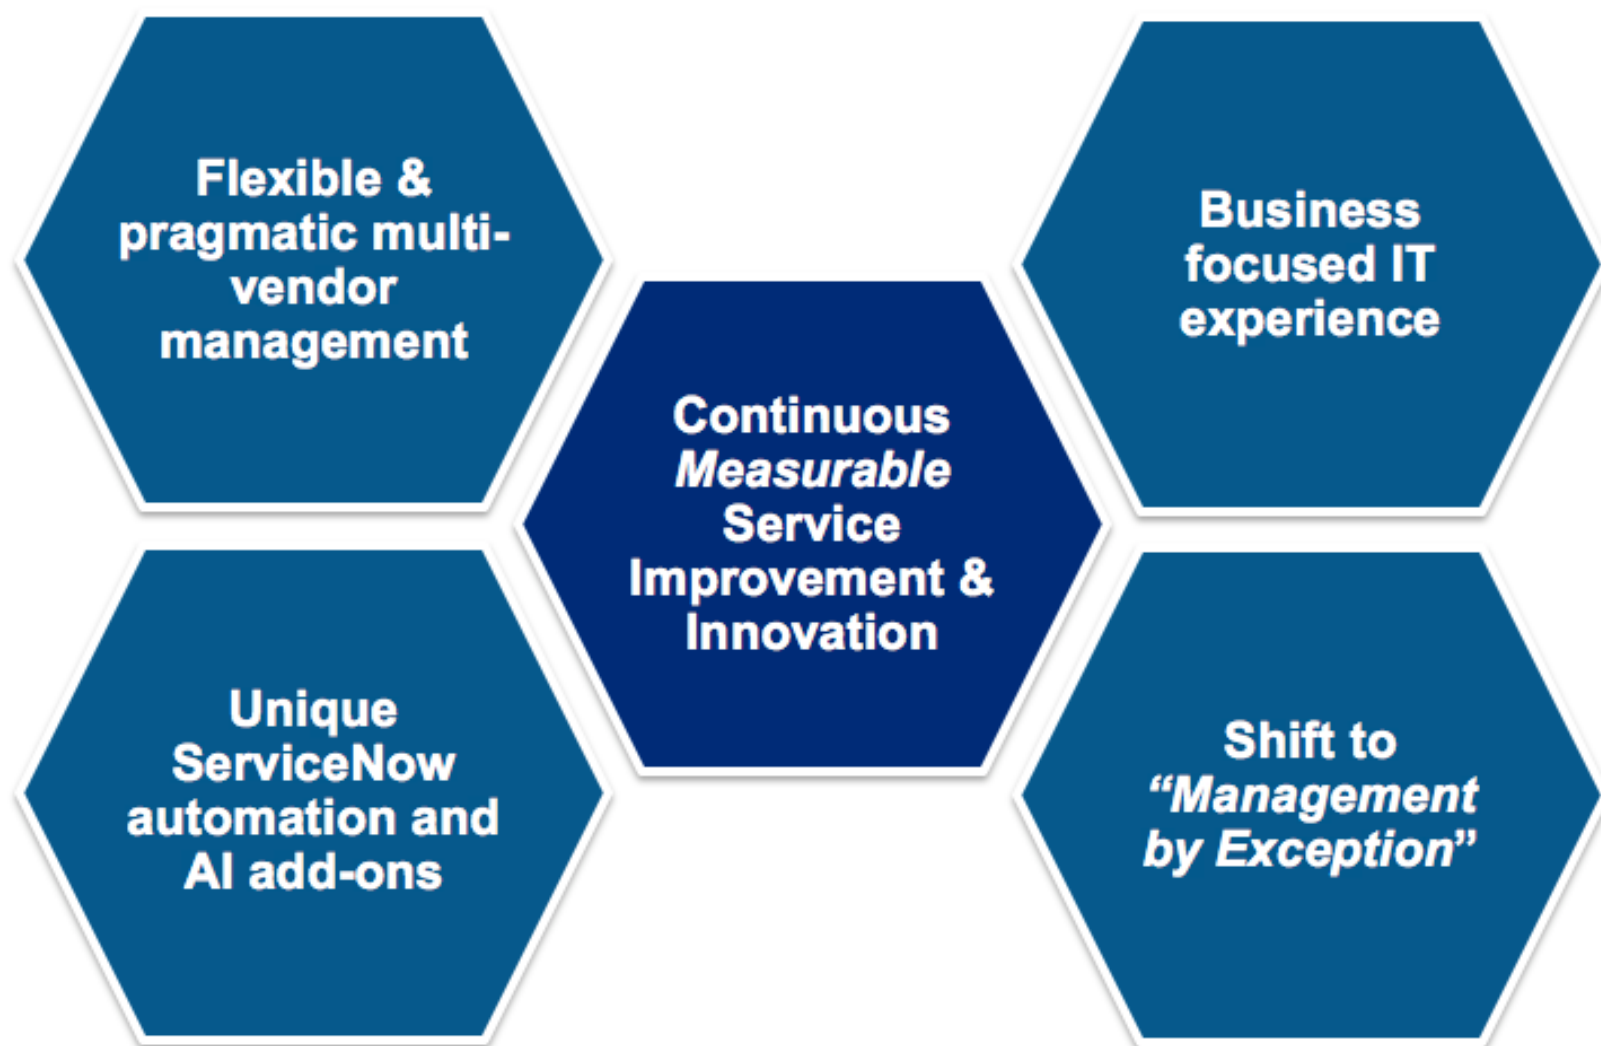 Flexible &
pragmatic multi-
vendor
management
Business
focused IT
experience
Continuous
Measurable
Service
Improvement &
Innovation
Unique
ServiceNow
automation and
AI add-ons
Shift to
“Management
by Exception”